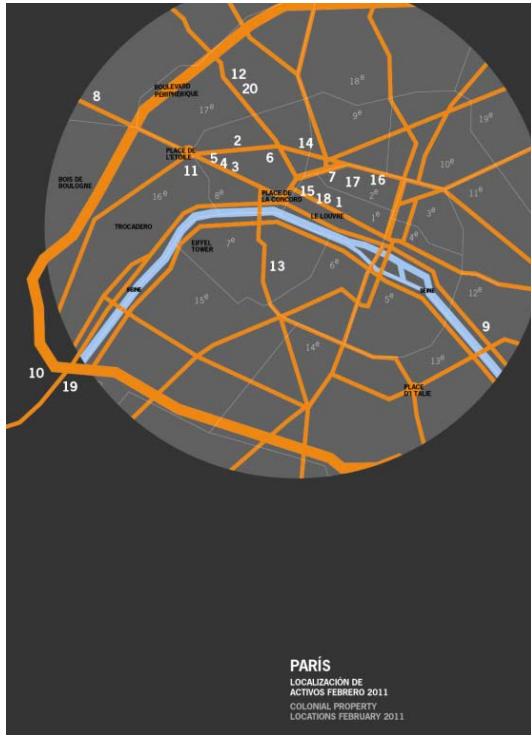 BOULEVARD
PÉRIPHÉRIQUE
8
12
20
18e
17e
9e
19e
2
14
PLACE DE
L'ETOILE
5
4
3
6
10e
11
7
17
16
BOIS DE
BOULOGNE
16e
8e
PLACE DE
LA CONCORD
15
18
1
2e
11e
3e
LE LOUVRE
1e
TROCADERO
4e
EIFFEL
TOWER
7e
13
6e
SEINE
15e
5e
SEINE
12e
9
14e
13e
10
19
PLACE
D'I TALIE
PARÍS
LOCALIZACIÓN DE
ACTIVOS FEBRERO 2011
COLONIAL PROPERTY
LOCATIONS FEBRUARY 2011